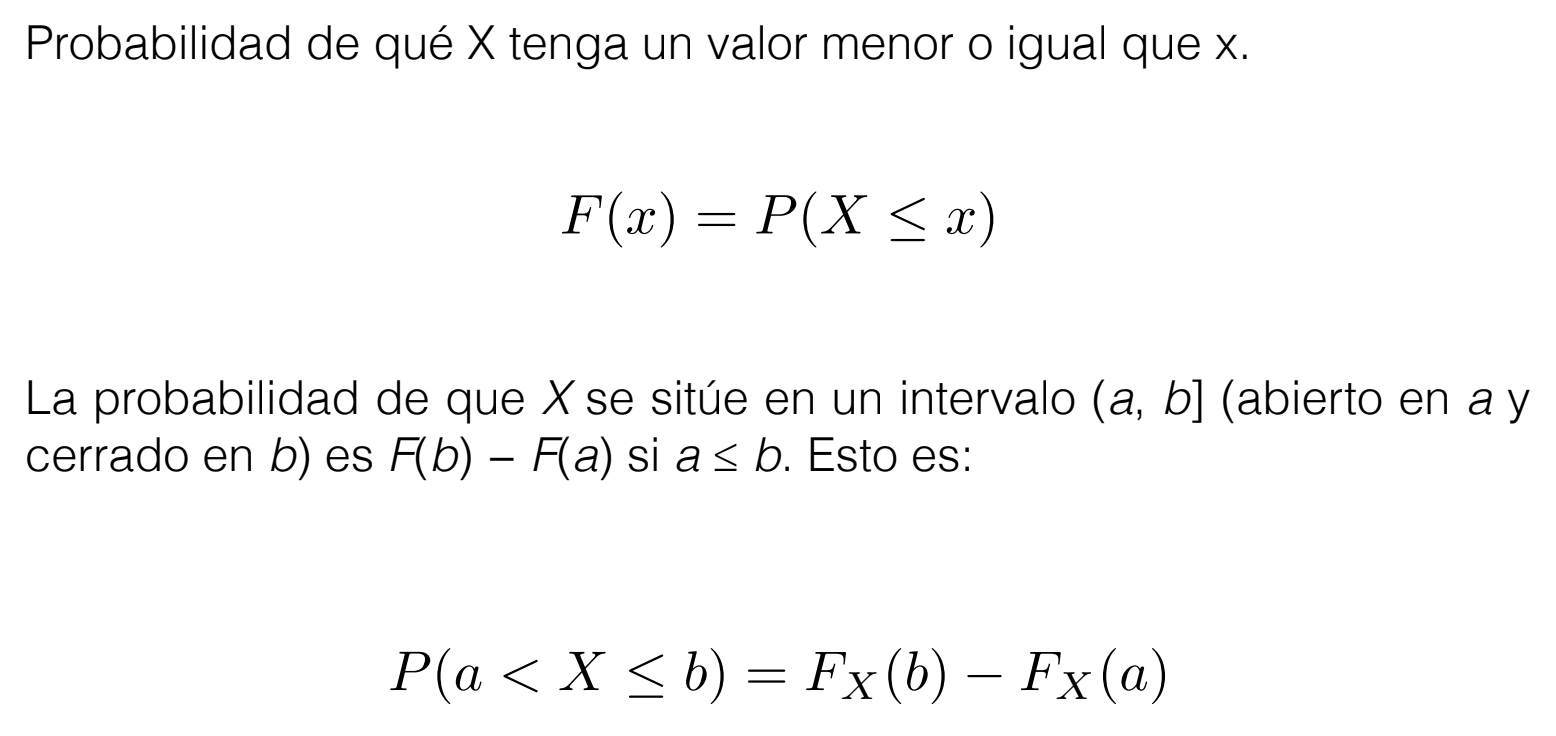 Probabilidad de qué X tenga un valor menor o igual que x.
F(x) = P(X ≤ x)
La probabilidad de que X se sitúe en un intervalo (a, b] (abierto en a y
cerrado en b) es F(b) – F(a) si a ≤ b. Esto es:
P(a < X ≤ b) = F_X(b) − F_X(a)